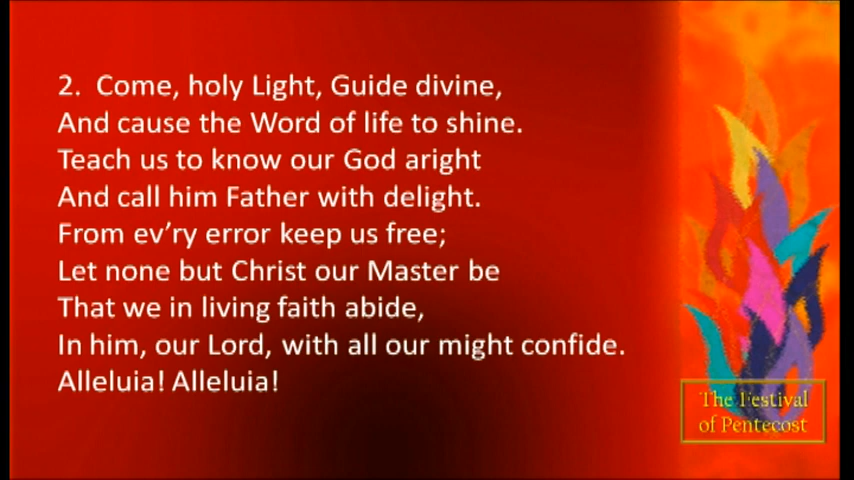 2. Come, holy Light, Guide divine,
And cause the Word of life to shine.
Teach us to know our God aright
And call him Father with delight.
From ev’ry error keep us free;
Let none but Christ our Master be
That we in living faith abide,
In him, our Lord, with all our might confide.
Alleluia! Alleluia!
The Festival
of Pentecost